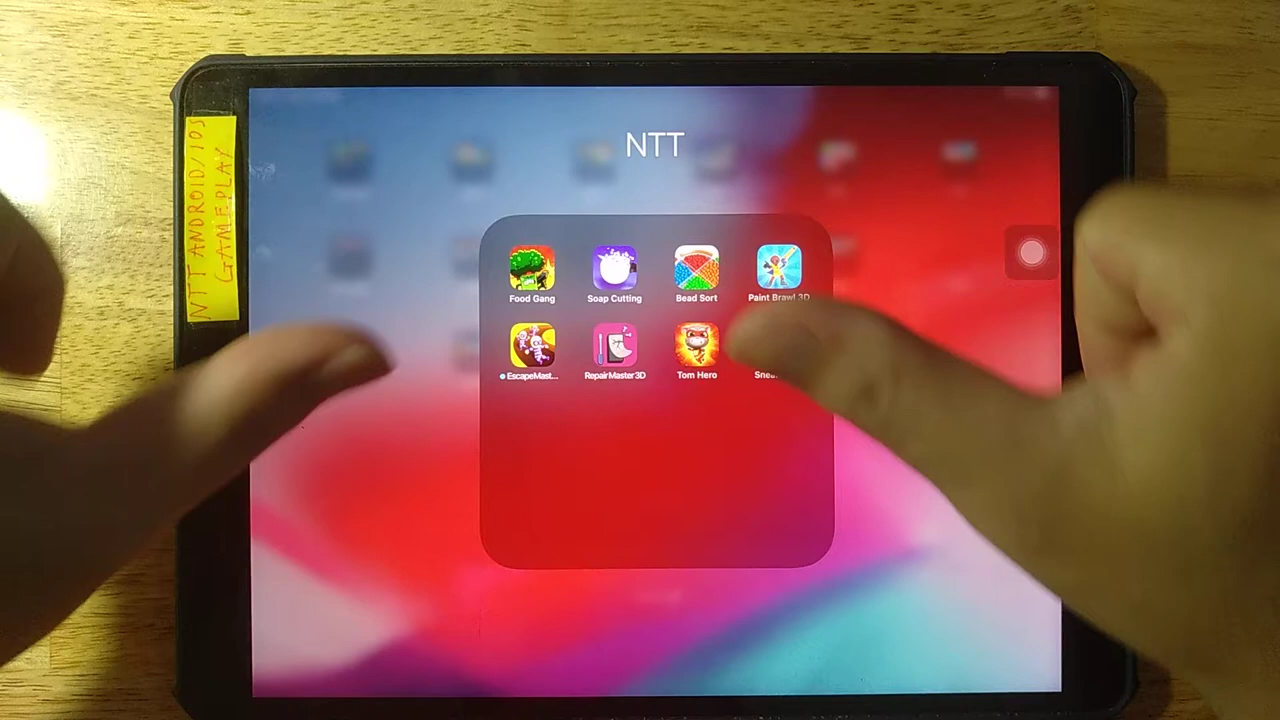 NTT ANDROID/IOS
GAMEPLAY
NTT
Food Gang
Soap Cutting
Bead Sort
Paint Brawl 3D
EscapeMast...
RepairMaster3D
Tom Hero